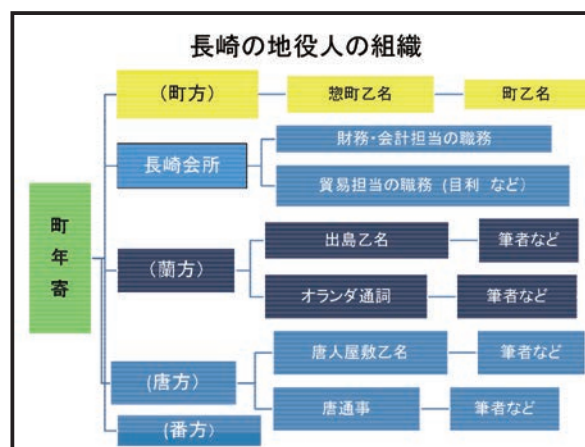 長崎の地役人の組織
町年寄
(町方)
惣町乙名
町乙名
長崎会所
財務・会計担当の職務
貿易担当の職務 (目利 など)
(蘭方)
出島乙名
筆者など
オランダ通詞
筆者など
(唐方)
唐人屋敷乙名
筆者など
唐通事
筆者など
(番方)